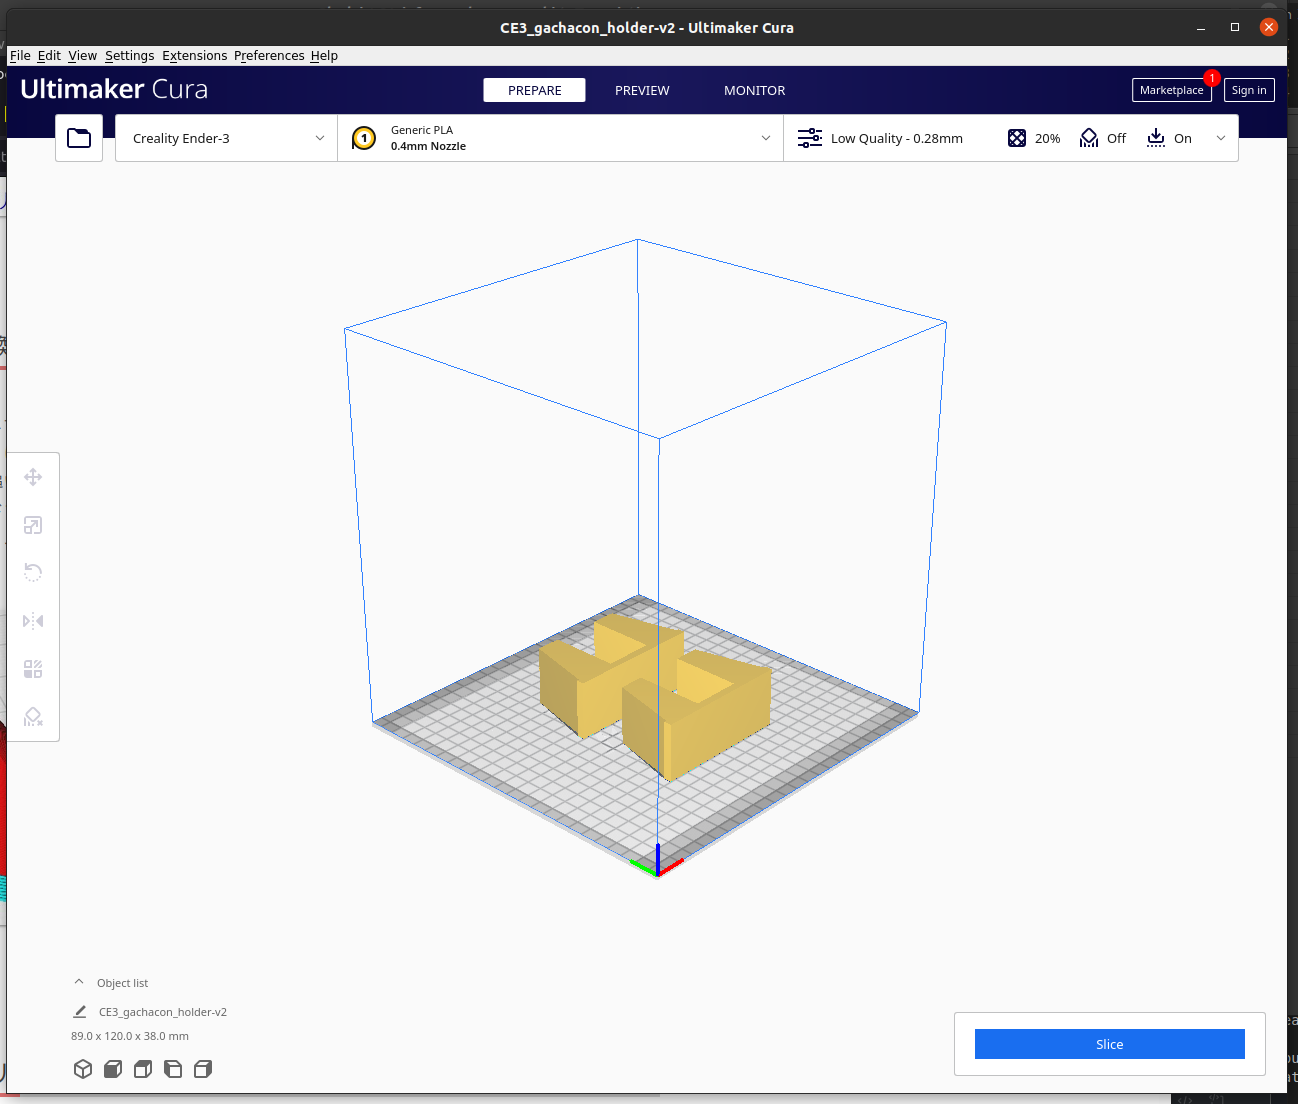 CE3_gachacon_holder-v2 - Ultimaker Cura
File Edit View Settings Extensions Preferences Help
Ultimaker Cura
PREPARE
PREVIEW
MONITOR
1
Marketplace
Sign in
Creality Ender-3
1
Generic PLA
0.4mm Nozzle
Low Quality - 0.28mm
20%
Off
On
Object list
CE3_gachacon_holder-v2
89.0 x 120.0 x 38.0 mm
Slice